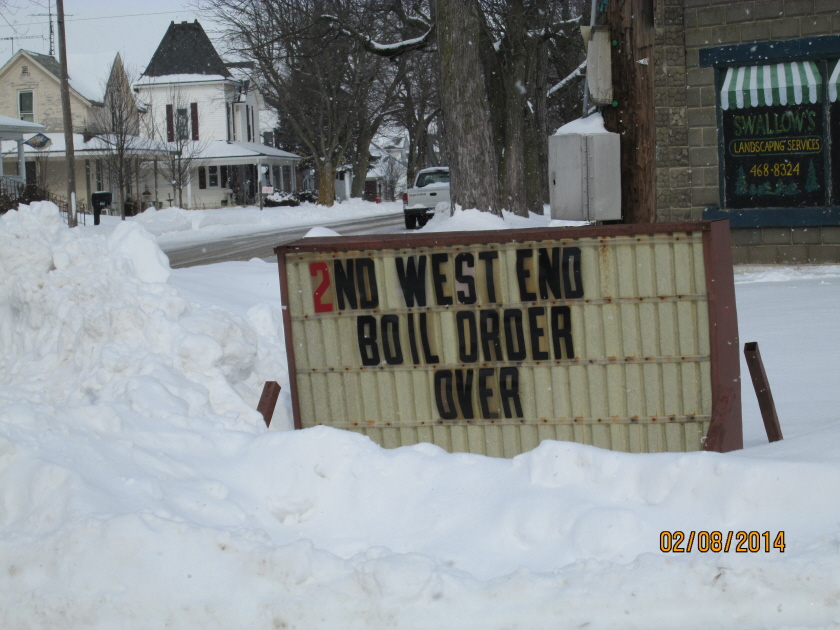 SWALLOW'S
LANDSCAPING SERVICES
468-8324
2ND WEST END
BOIL ORDER
OVER
02/08/2014